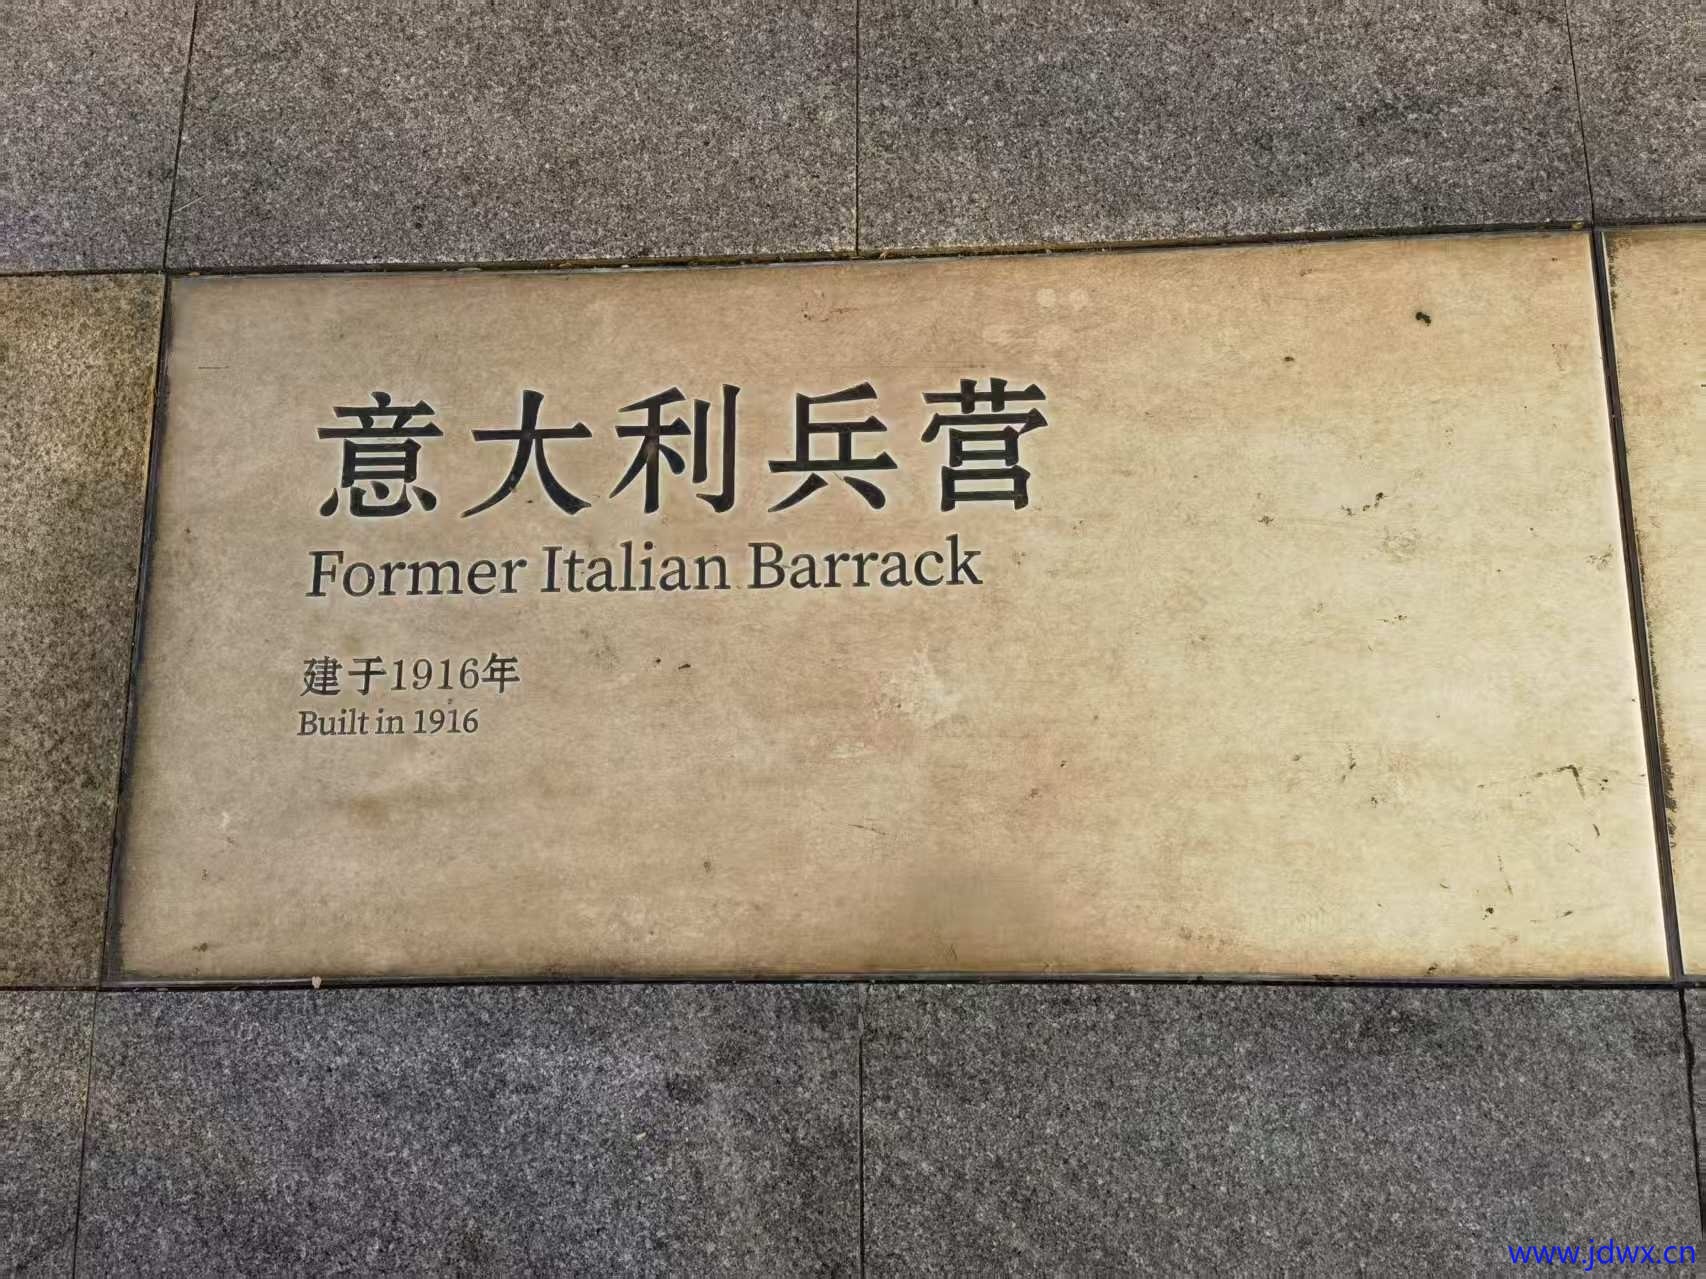 意大利兵营
Former Italian Barrack
建于1916年
Built in 1916
www.jdwx.cn